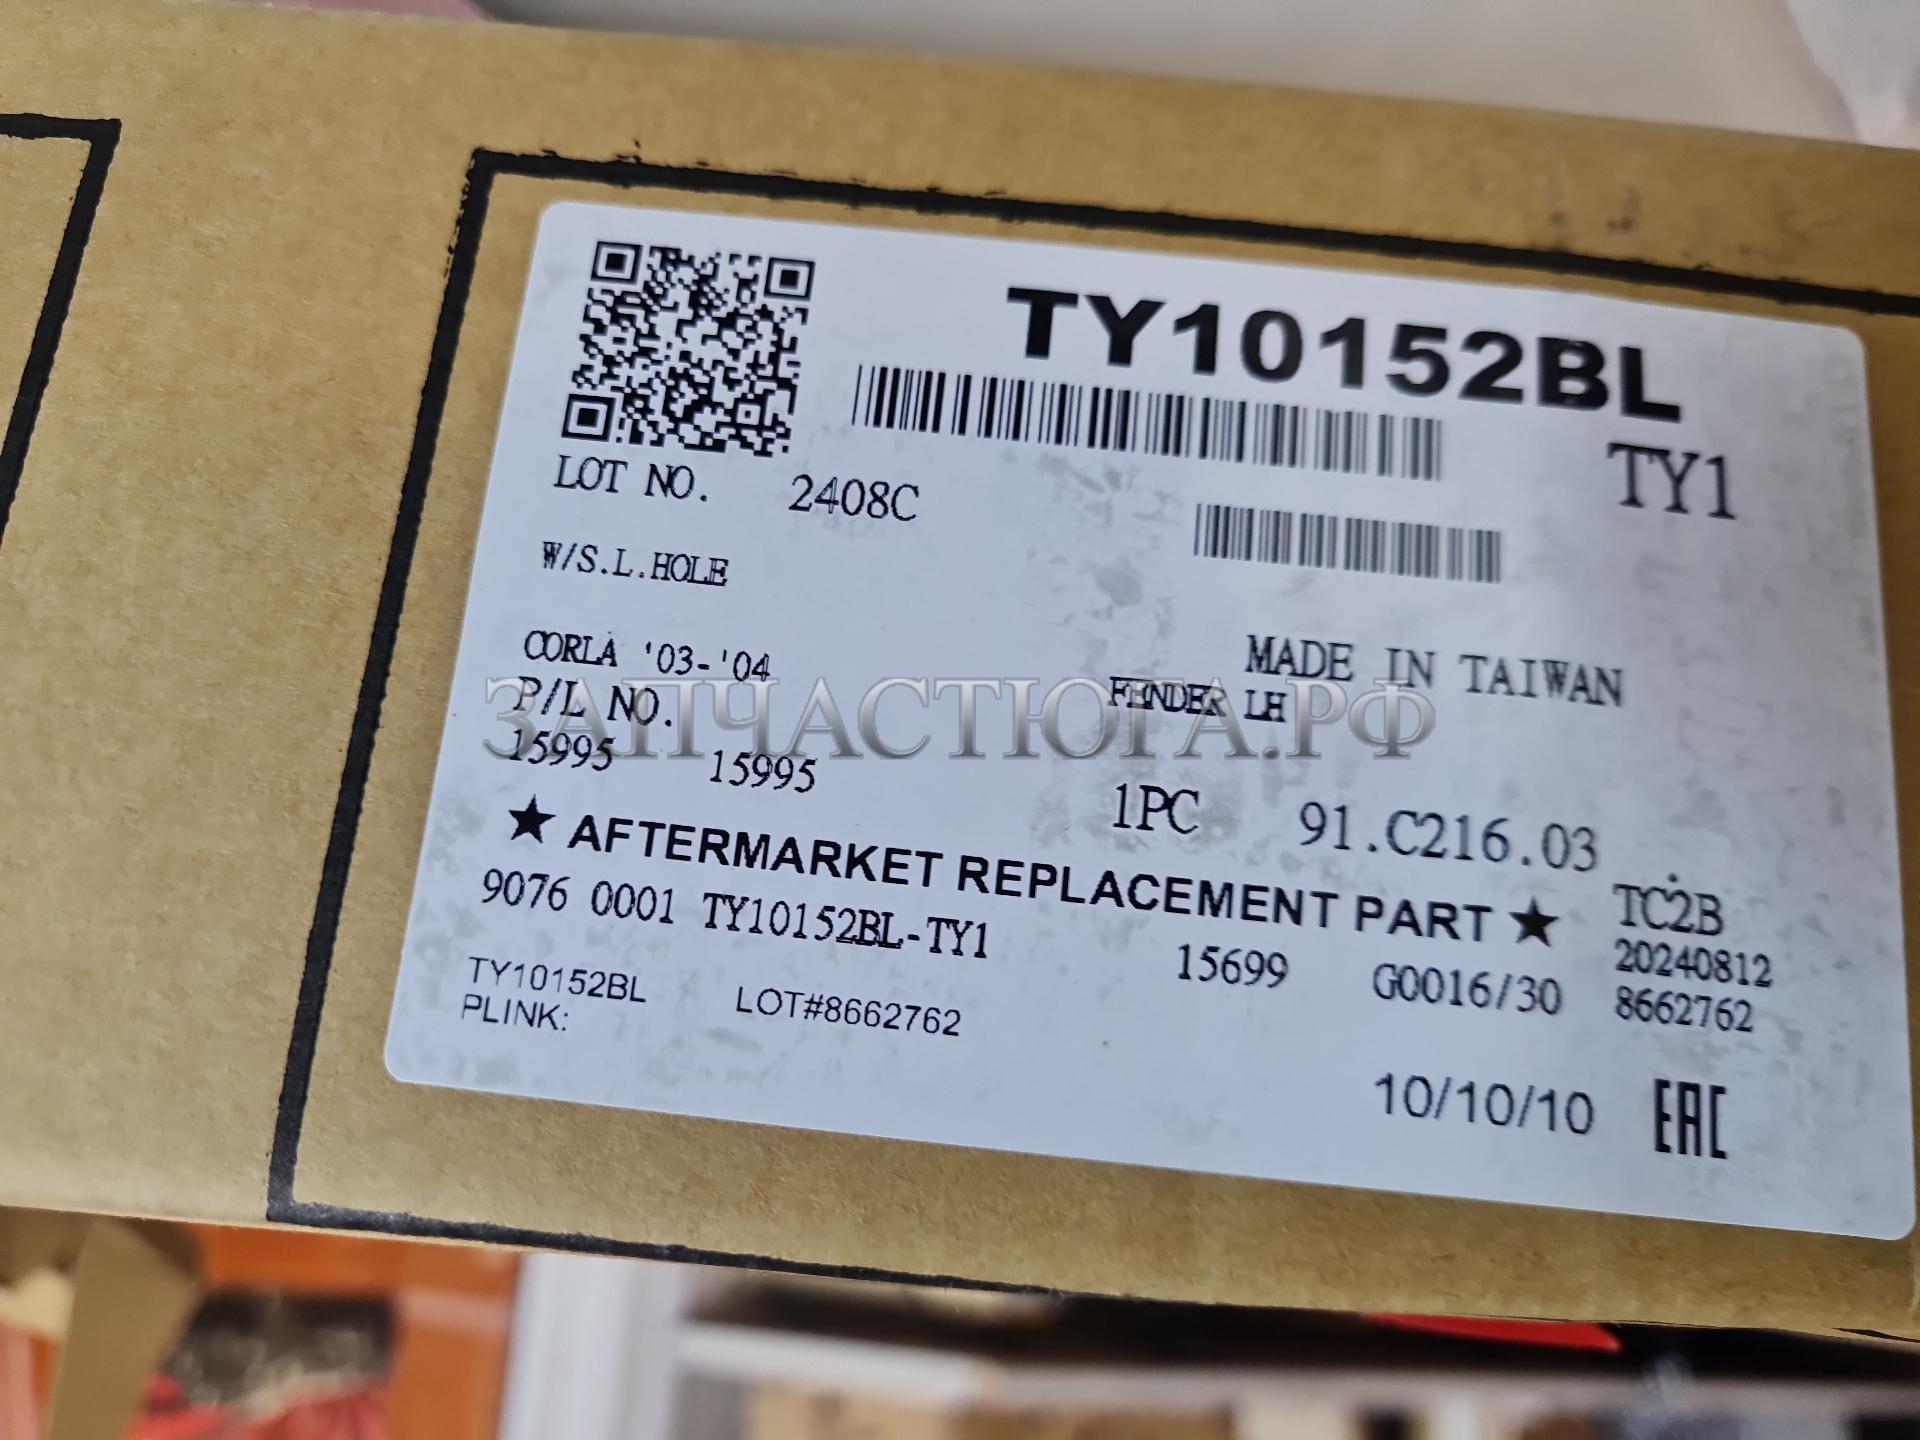 TY10152BL
TY1
LOT NO. 2408C
W/S.L.HOLE
MADE IN TAIWAN
CORLA '03-'04
FENDER LH
P/L NO.
ЗАПЧАСТЮГА.РФ
15995 15995
1PC 91.C216.03
★ AFTERMARKET REPLACEMENT PART ★
TC2B
9076 0001 TY10152BL-TY1
15699 G0016/30
20240812
8662762
TY10152BL LOT#8662762
PLINK:
10/10/10 EAC